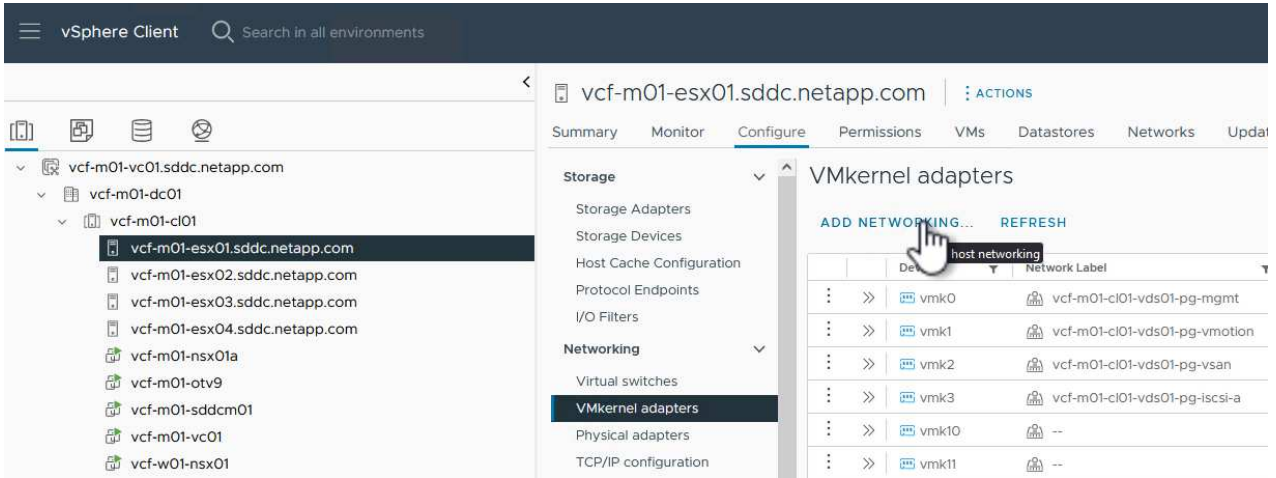 vSphere Client Search in all environments
vcf-m01-esx01.sddc.netapp.com ACTIONS
Summary Monitor Configure Permissions VMs Datastores Networks
vcf-m01-vc01.sddc.netapp.com
vcf-m01-dc01
vcf-m01-cl01
vcf-m01-esx01.sddc.netapp.com
vcf-m01-esx02.sddc.netapp.com
vcf-m01-esx03.sddc.netapp.com
vcf-m01-esx04.sddc.netapp.com
vcf-m01-nsx01a
vcf-m01-otv9
vcf-m01-sddcm01
vcf-m01-vc01
vcf-w01-nsx01
Storage
Storage Adapters
Storage Devices
Host Cache Configuration
Protocol Endpoints
I/O Filters
Networking
Virtual switches
VMkernel adapters
Physical adapters
TCP/IP configuration
VMkernel adapters
ADD NETWORKING... REFRESH
host networking
Network Label
vmk0 vcf-m01-cl01-vds01-pg-mgmt
vmk1 vcf-m01-cl01-vds01-pg-vmotion
vmk2 vcf-m01-cl01-vds01-pg-vsan
vmk3 vcf-m01-cl01-vds01-pg-iscsi-a
vmk10 --
vmk11 --